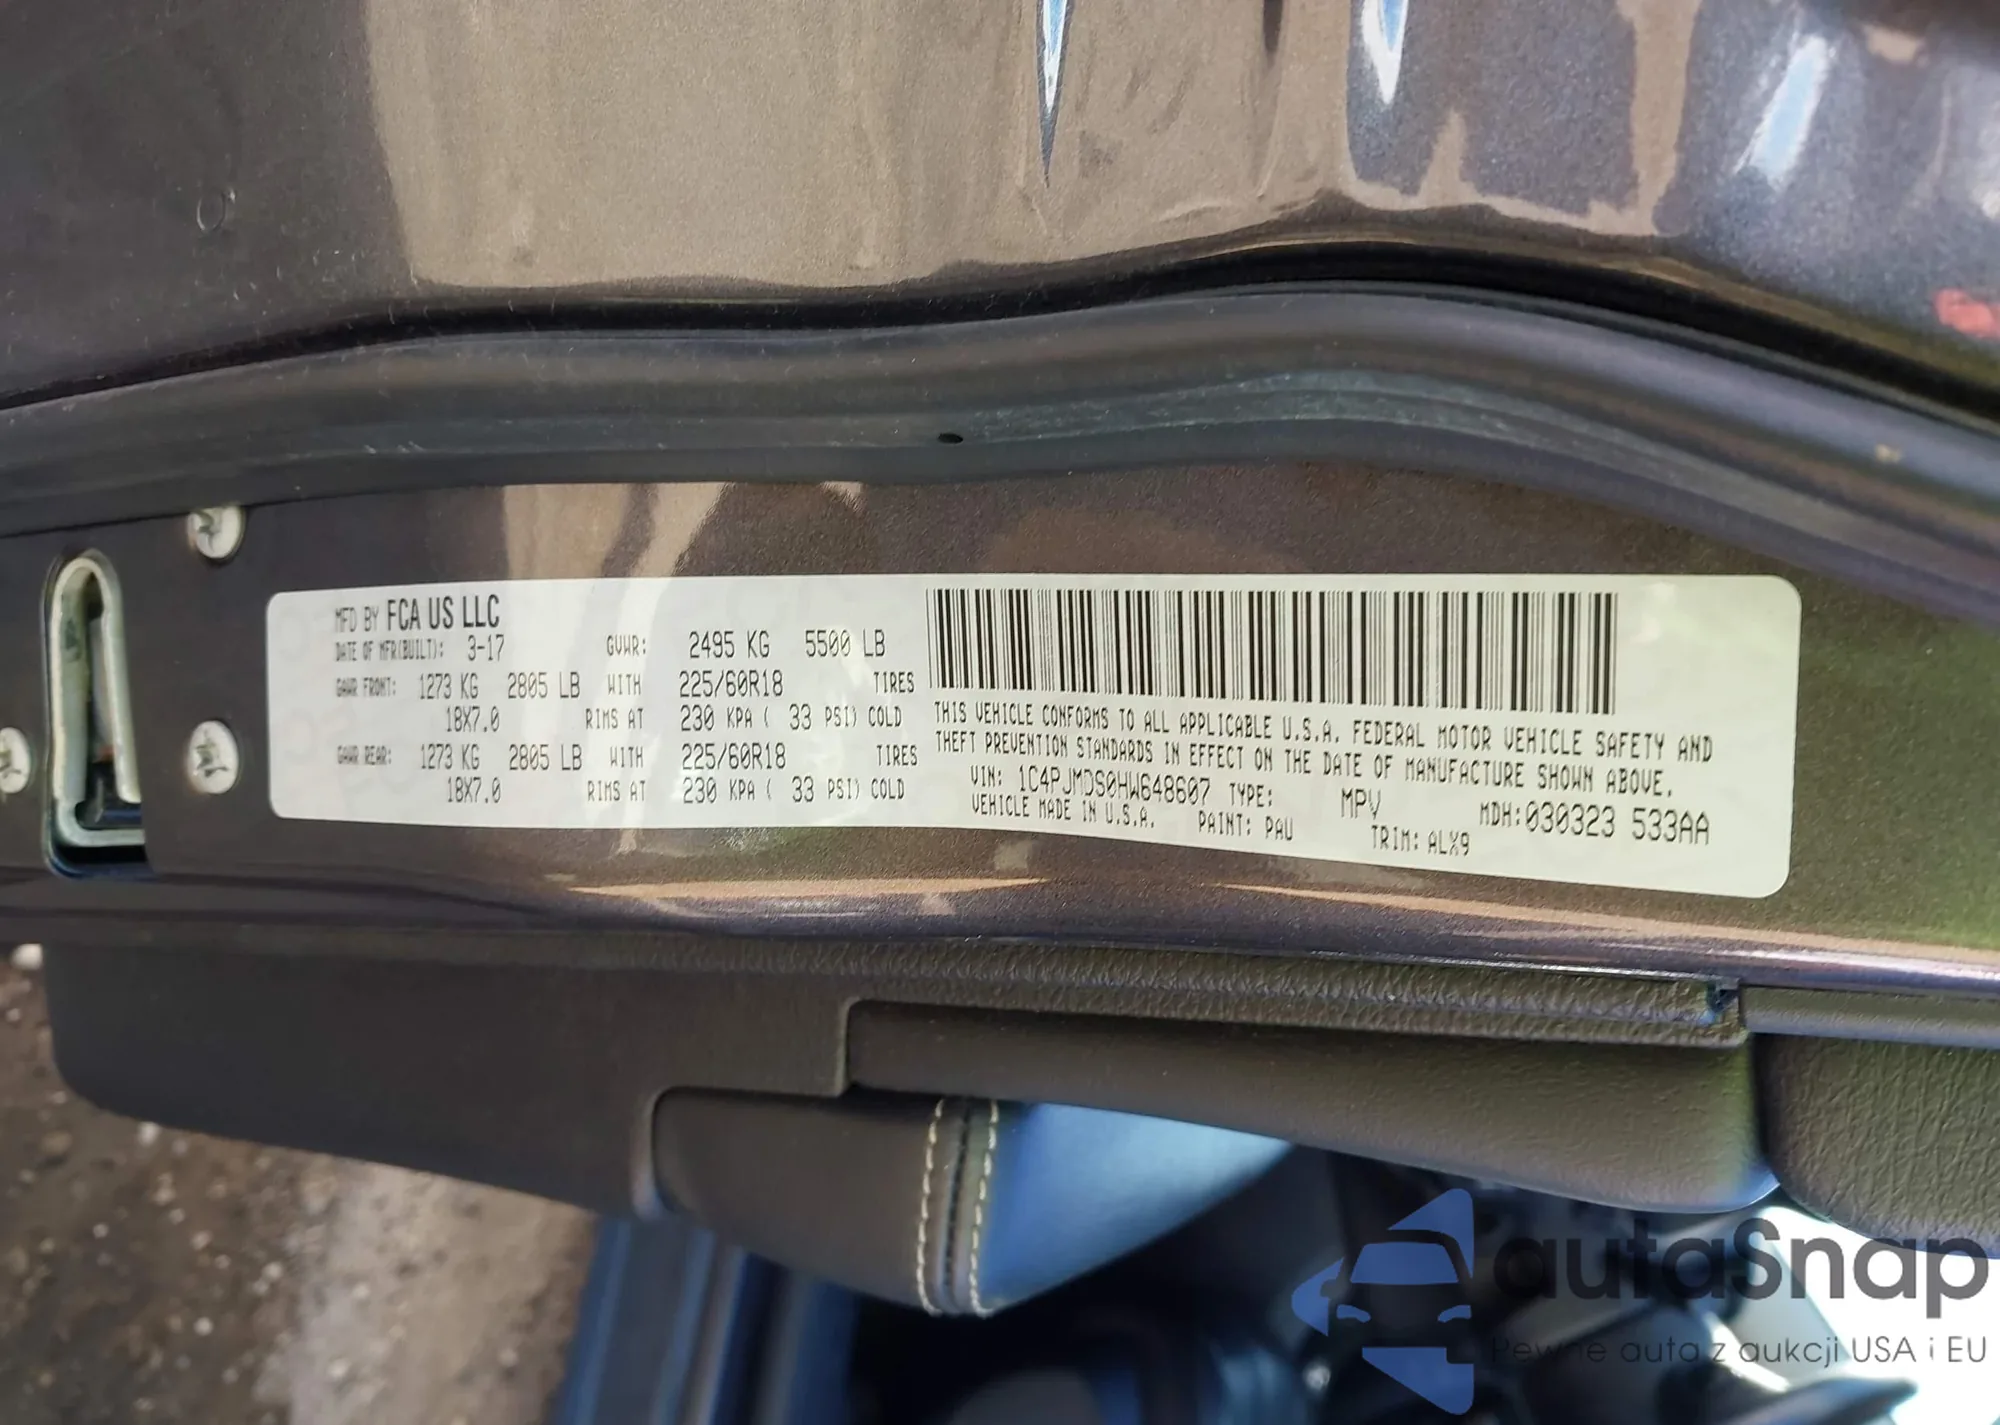 MFD BY FCA US LLC
DATE OF MFR(BUILT): 3-17 GVWR: 2495 KG 5500 LB
GAWR FRONT: 1273 KG 2805 LB WITH 225/60R18 TIRES
18X7.0 RIMS AT 230 KPA ( 33 PSI) COLD
GAWR REAR: 1273 KG 2805 LB WITH 225/60R18 TIRES
18X7.0 RIMS AT 230 KPA ( 33 PSI) COLD
THIS VEHICLE CONFORMS TO ALL APPLICABLE U.S.A. FEDERAL MOTOR VEHICLE SAFETY AND
THEFT PREVENTION STANDARDS IN EFFECT ON THE DATE OF MANUFACTURE SHOWN ABOVE.
VIN: 1C4PJMDS0HW648607 TYPE: MPV MDH:030323 533AA
VEHICLE MADE IN U.S.A. PAINT: PAU TRIM: ALX9
autaSnap
Pewne auta z aukcji USA i EU